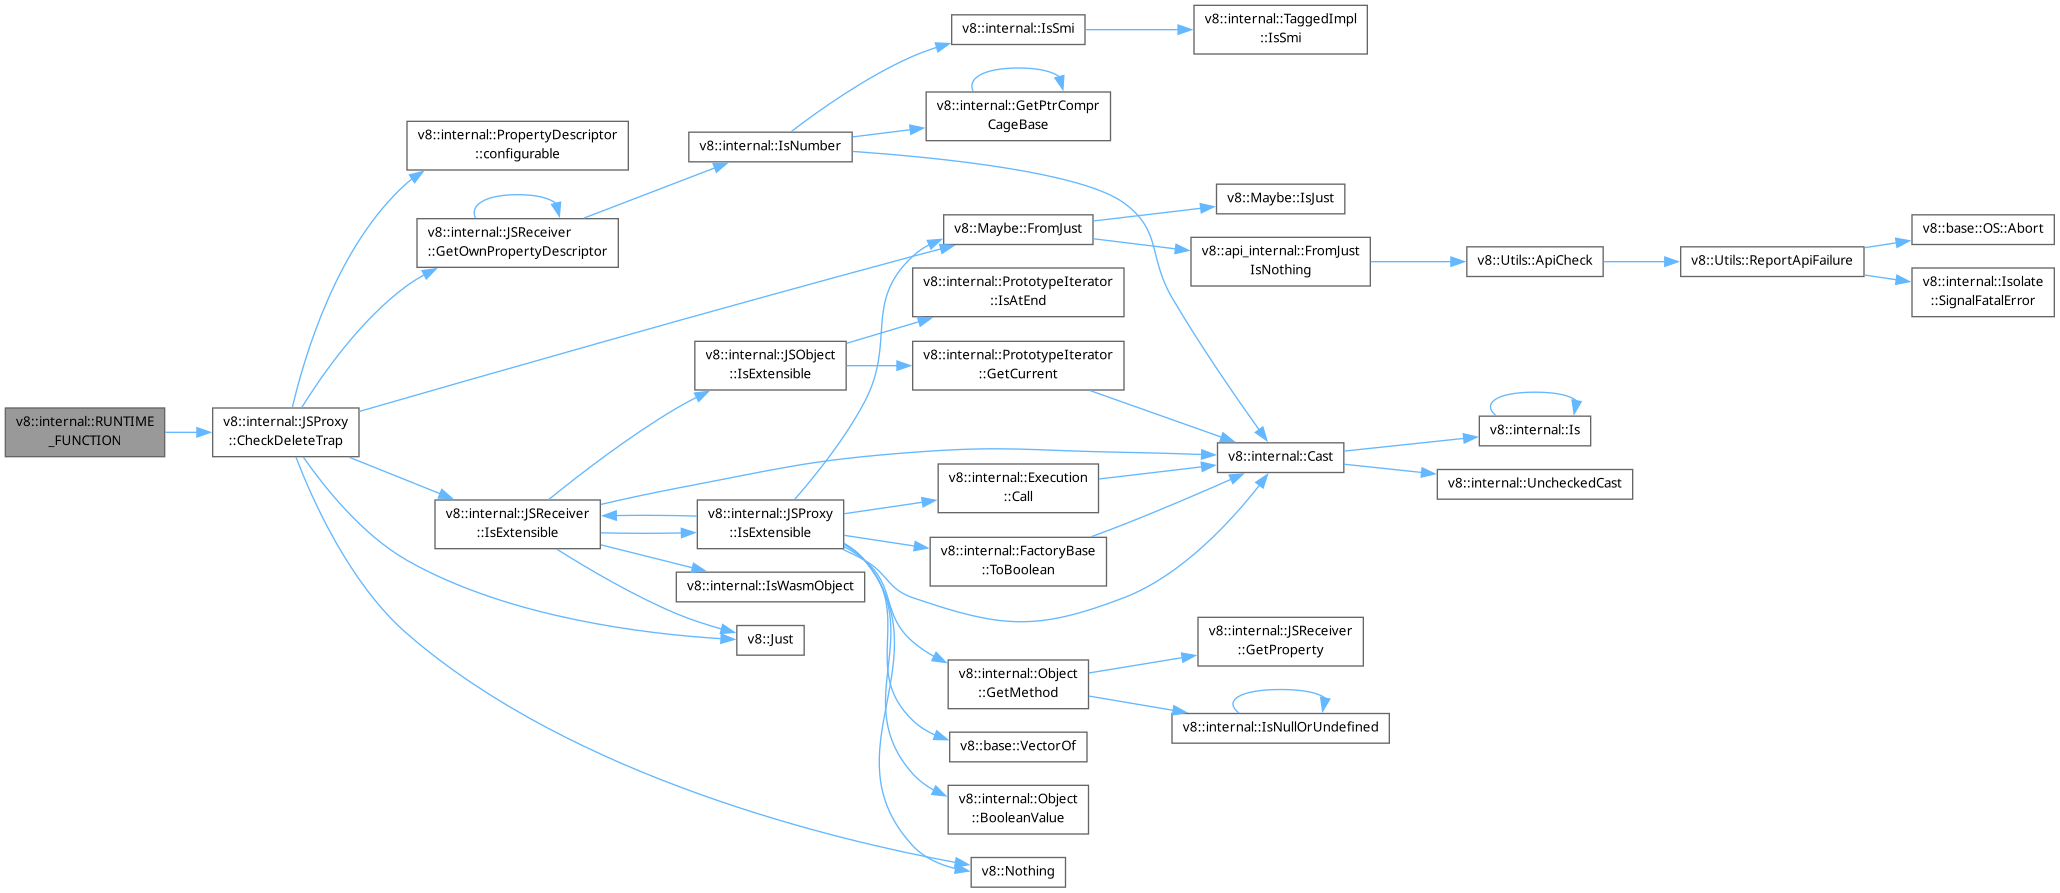 v8::internal::RUNTIME
_FUNCTION
v8::internal::JSProxy
::CheckDeleteTrap
v8::internal::PropertyDescriptor
::configurable
v8::internal::JSReceiver
::GetOwnPropertyDescriptor
v8::internal::JSReceiver
::IsExtensible
v8::internal::IsNumber
v8::internal::JSObject
::IsExtensible
v8::internal::JSProxy
::IsExtensible
v8::internal::IsWasmObject
v8::Just
v8::internal::IsSmi
v8::internal::GetPtrCompr
CageBase
v8::Maybe::FromJust
v8::internal::PrototypeIterator
::IsAtEnd
v8::internal::PrototypeIterator
::GetCurrent
v8::internal::Execution
::Call
v8::internal::FactoryBase
::ToBoolean
v8::internal::Object
::GetMethod
v8::base::VectorOf
v8::internal::Object
::BooleanValue
v8::Nothing
v8::internal::TaggedImpl
::IsSmi
v8::Maybe::IsJust
v8::api_internal::FromJust
IsNothing
v8::internal::Cast
v8::internal::JSReceiver
::GetProperty
v8::internal::IsNullOrUndefined
v8::Utils::ApiCheck
v8::internal::Is
v8::internal::UncheckedCast
v8::Utils::ReportApiFailure
v8::base::OS::Abort
v8::internal::Isolate
::SignalFatalError